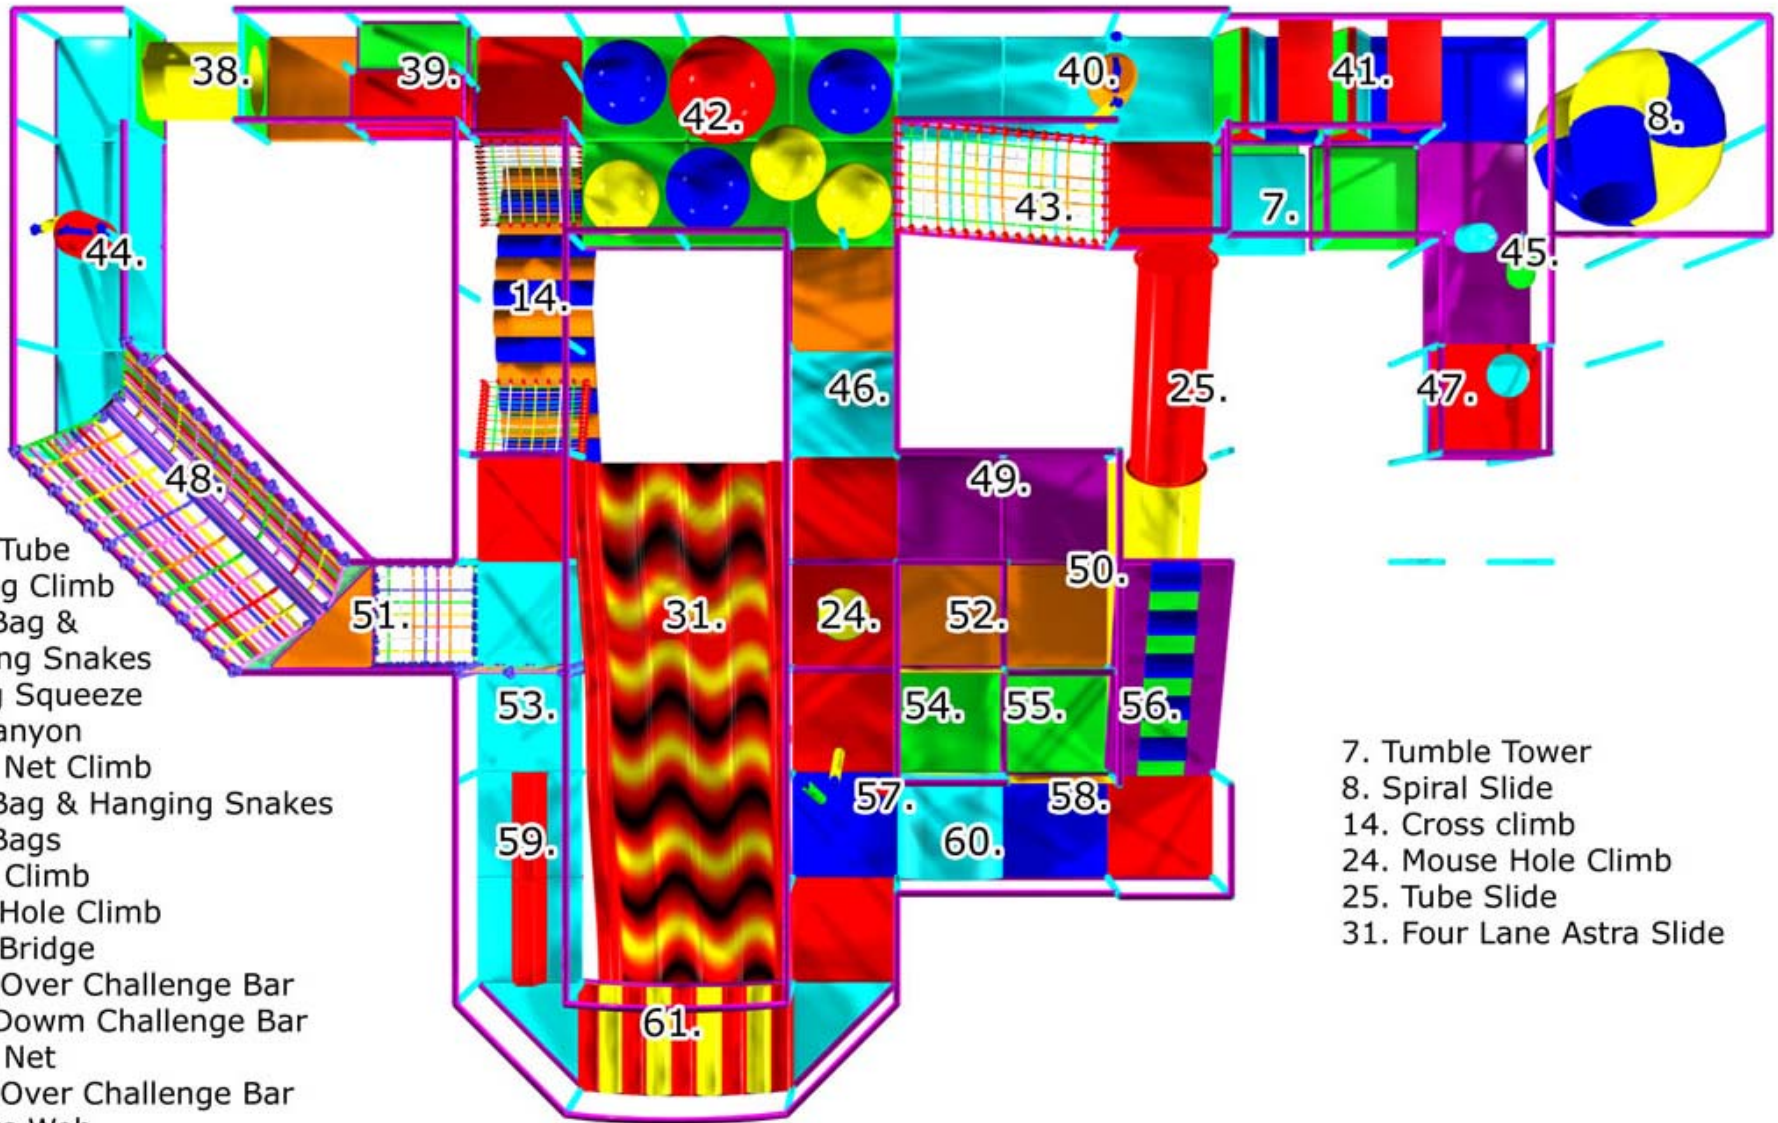 38.
39.
42.
40.
41.
8.
44.
14.
43.
7.
45.
46.
25.
47.
48.
49.
50.
51.
31.
24.
52.
53.
54.
55.
56.
57.
58.
59.
60.
61.
Tube
g Climb
Bag &
ng Snakes
g Squeeze
anyon
Net Climb
Bag & Hanging Snakes
Bags
Climb
Hole Climb
Bridge
Over Challenge Bar
Dowm Challenge Bar
Net
Over Challenge Bar
7. Tumble Tower
8. Spiral Slide
14. Cross climb
24. Mouse Hole Climb
25. Tube Slide
31. Four Lane Astra Slide